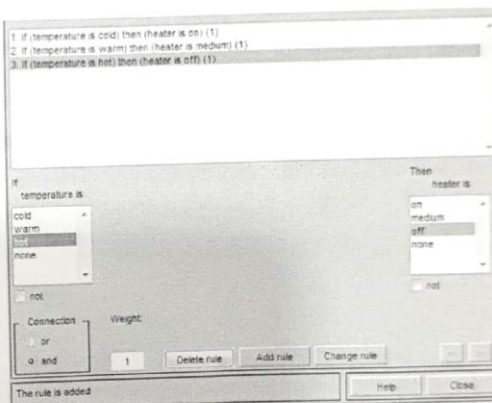 1. If (temperature is cold) then (heater is on) (1)
2. If (temperature is warm) then (heater is medium) (1)
3. If (temperature is hot) then (heater is off) (1)
If
temperature is
cold
warm
hot
none
not
Then
heater is
on
medium
off
none
not
Connection
or
and
Weight:
1
Delete rule
Add rule
Change rule
<<
>>
The rule is added
Help
Close